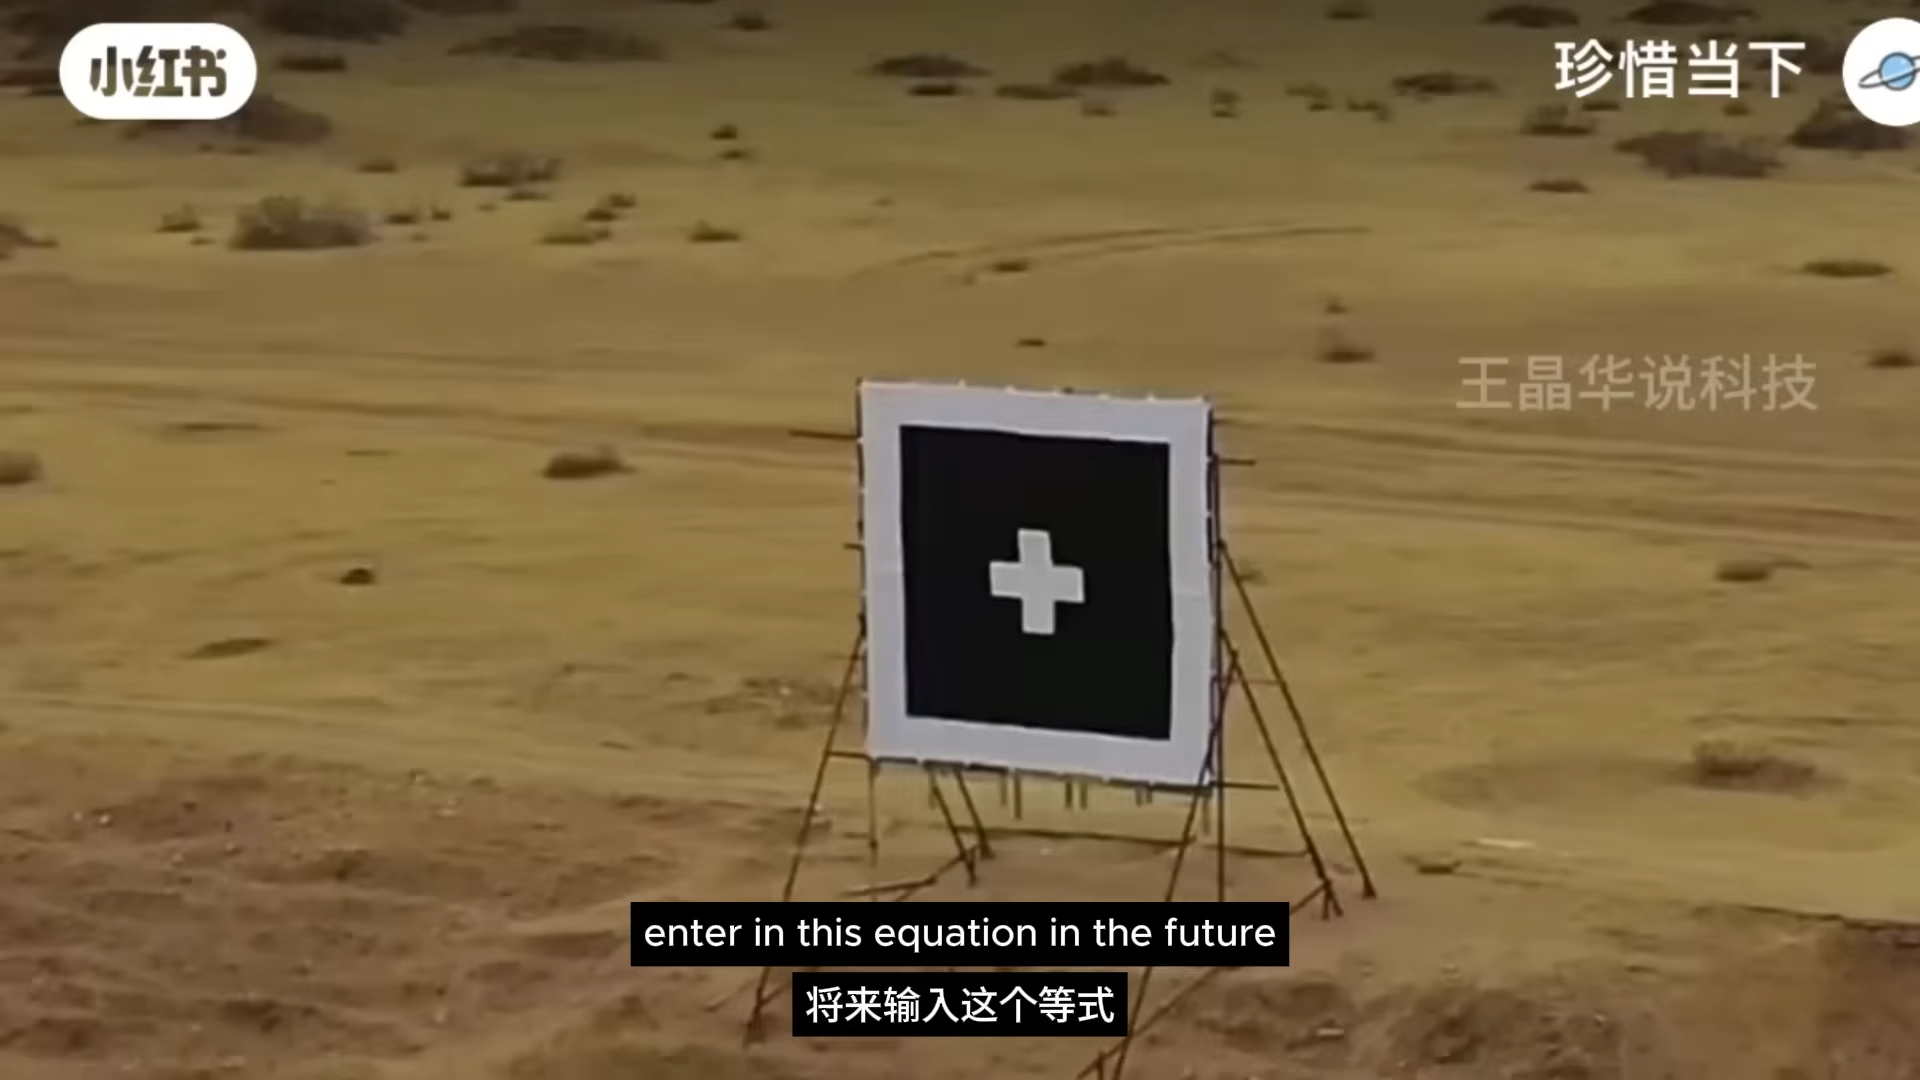 小红书
珍惜当下
王晶华说科技
enter in this equation in the future
将来输入这个等式